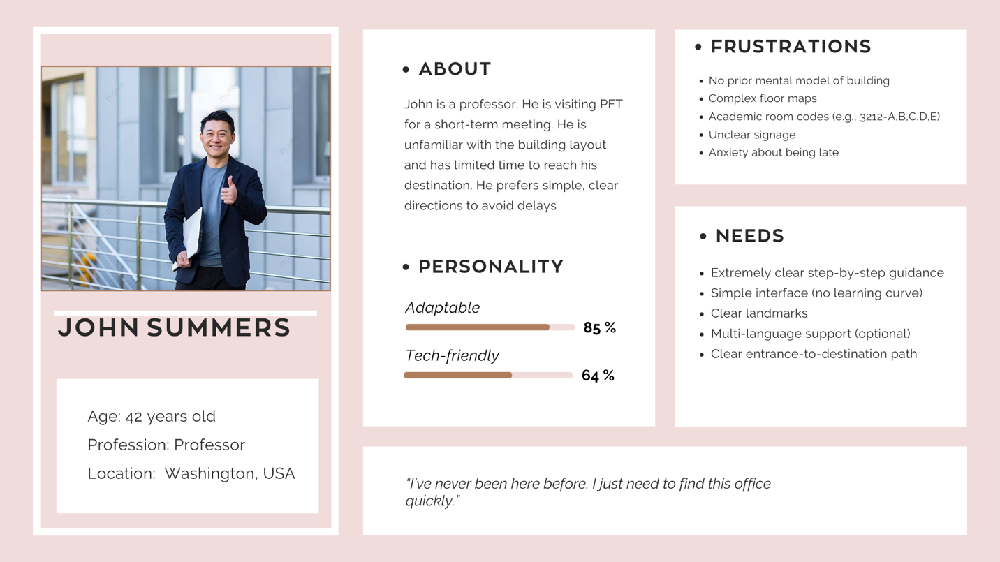 JOHN SUMMERS
Age: 42 years old
Profession: Professor
Location: Washington, USA
• ABOUT
John is a professor. He is visiting PFT
for a short-term meeting. He is
unfamiliar with the building layout
and has limited time to reach his
destination. He prefers simple, clear
directions to avoid delays
• PERSONALITY
Adaptable
85 %
Tech-friendly
64 %
• FRUSTRATIONS
• No prior mental model of building
• Complex floor maps
• Academic room codes (e.g., 3212-A,B,C,D,E)
• Unclear signage
• Anxiety about being late
• NEEDS
• Extremely clear step-by-step guidance
• Simple interface (no learning curve)
• Clear landmarks
• Multi-language support (optional)
• Clear entrance-to-destination path
“I’ve never been here before. I just need to find this office
quickly.”